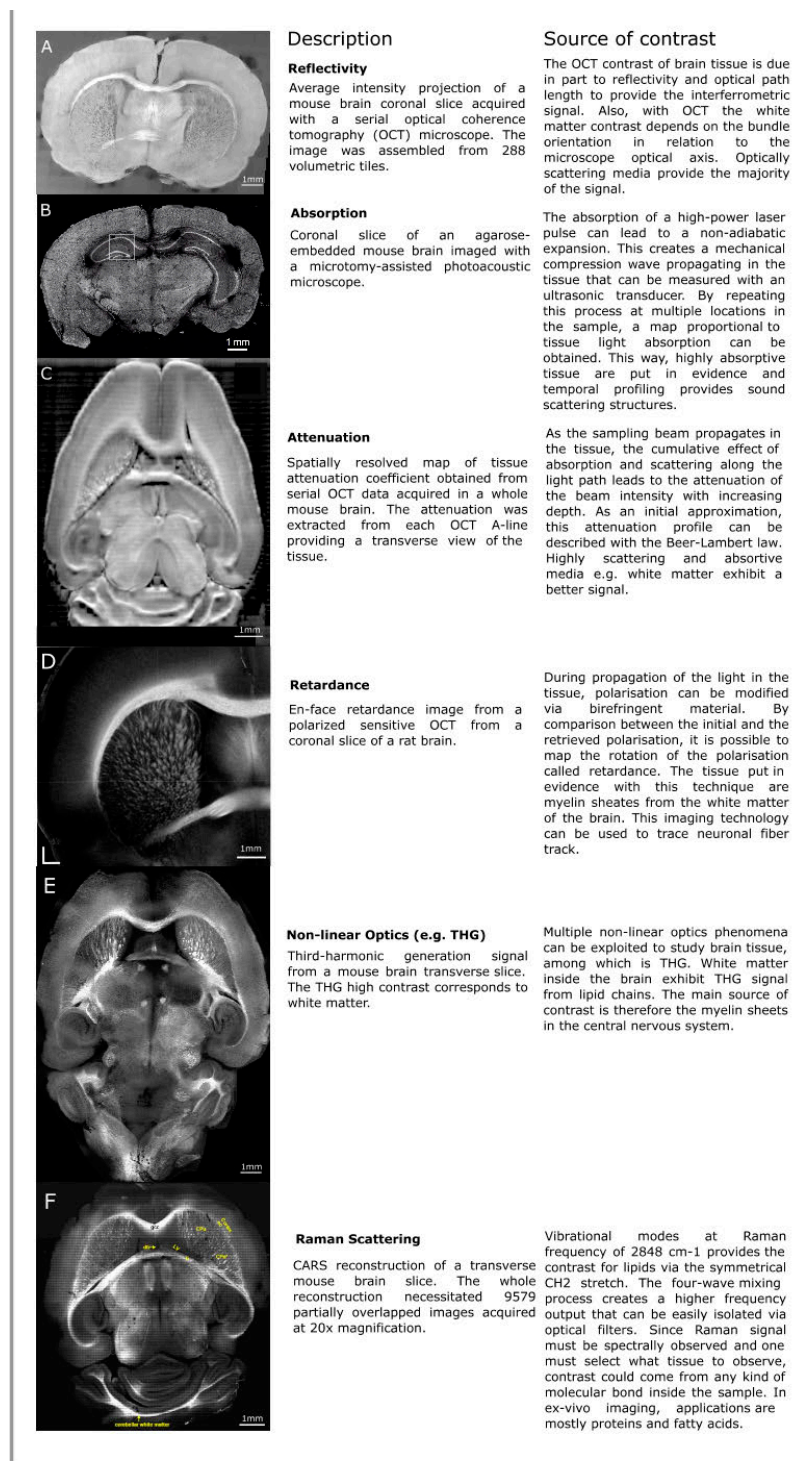 Description
Source of contrast
A
Reflectivity
Average intensity projection of a
mouse brain coronal slice acquired
with a serial optical coherence
tomography (OCT) microscope. The
image was assembled from 288
volumetric tiles.
The OCT contrast of brain tissue is due
in part to reflectivity and optical path
length to provide the interferrometric
signal. Also, with OCT the white
matter contrast depends on the bundle
orientation in relation to the
microscope optical axis. Optically
scattering media provide the majority
of the signal.
1mm
B
Absorption
Coronal slice of an agarose-
embedded mouse brain imaged with
a microtomy-assisted photoacoustic
microscope.
The absorption of a high-power laser
pulse can lead to a non-adiabatic
expansion. This creates a mechanical
compression wave propagating in the
tissue that can be measured with an
ultrasonic transducer. By repeating
this process at multiple locations in
the sample, a map proportional to
tissue light absorption can be
obtained. This way, highly absorptive
tissue are put in evidence and
temporal profiling provides sound
scattering structures.
1 mm
C
Attenuation
Spatially resolved map of tissue
attenuation coefficient obtained from
serial OCT data acquired in a whole
mouse brain. The attenuation was
extracted from each OCT A-line
providing a transverse view of the
tissue.
As the sampling beam propagates in
the tissue, the cumulative effect of
absorption and scattering along the
light path leads to the attenuation of
the beam intensity with increasing
depth. As an initial approximation,
this attenuation profile can be
described with the Beer-Lambert law.
Highly scattering and absortive
media e.g. white matter exhibit a
better signal.
1mm
D
Retardance
En-face retardance image from a
polarized sensitive OCT from a
coronal slice of a rat brain.
During propagation of the light in the
tissue, polarisation can be modified
via birefringent material. By
comparison between the initial and the
retrieved polarisation, it is possible to
map the rotation of the polarisation
called retardance. The tissue put in
evidence with this technique are
myelin sheates from the white matter
of the brain. This imaging technology
can be used to trace neuronal fiber
track.
1mm
E
Non-linear Optics (e.g. THG)
Third-harmonic generation signal
from a mouse brain transverse slice.
The THG high contrast corresponds to
white matter.
Multiple non-linear optics phenomena
can be exploited to study brain tissue,
among which is THG. White matter
inside the brain exhibit THG signal
from lipid chains. The main source of
contrast is therefore the myelin sheets
in the central nervous system.
1mm
F
CPu
cerebellar white matter
Raman Scattering
CARS reconstruction of a transverse
mouse brain slice. The whole
reconstruction necessitated 9579
partially overlapped images acquired
at 20x magnification.
Vibrational modes at Raman
frequency of 2848 cm-1 provides the
contrast for lipids via the symmetrical
CH2 stretch. The four-wave mixing
process creates a higher frequency
output that can be easily isolated via
optical filters. Since Raman signal
must be spectrally observed and one
must select what tissue to observe,
contrast could come from any kind of
molecular bond inside the sample. In
ex-vivo imaging, applications are
mostly proteins and fatty acids.
1mm